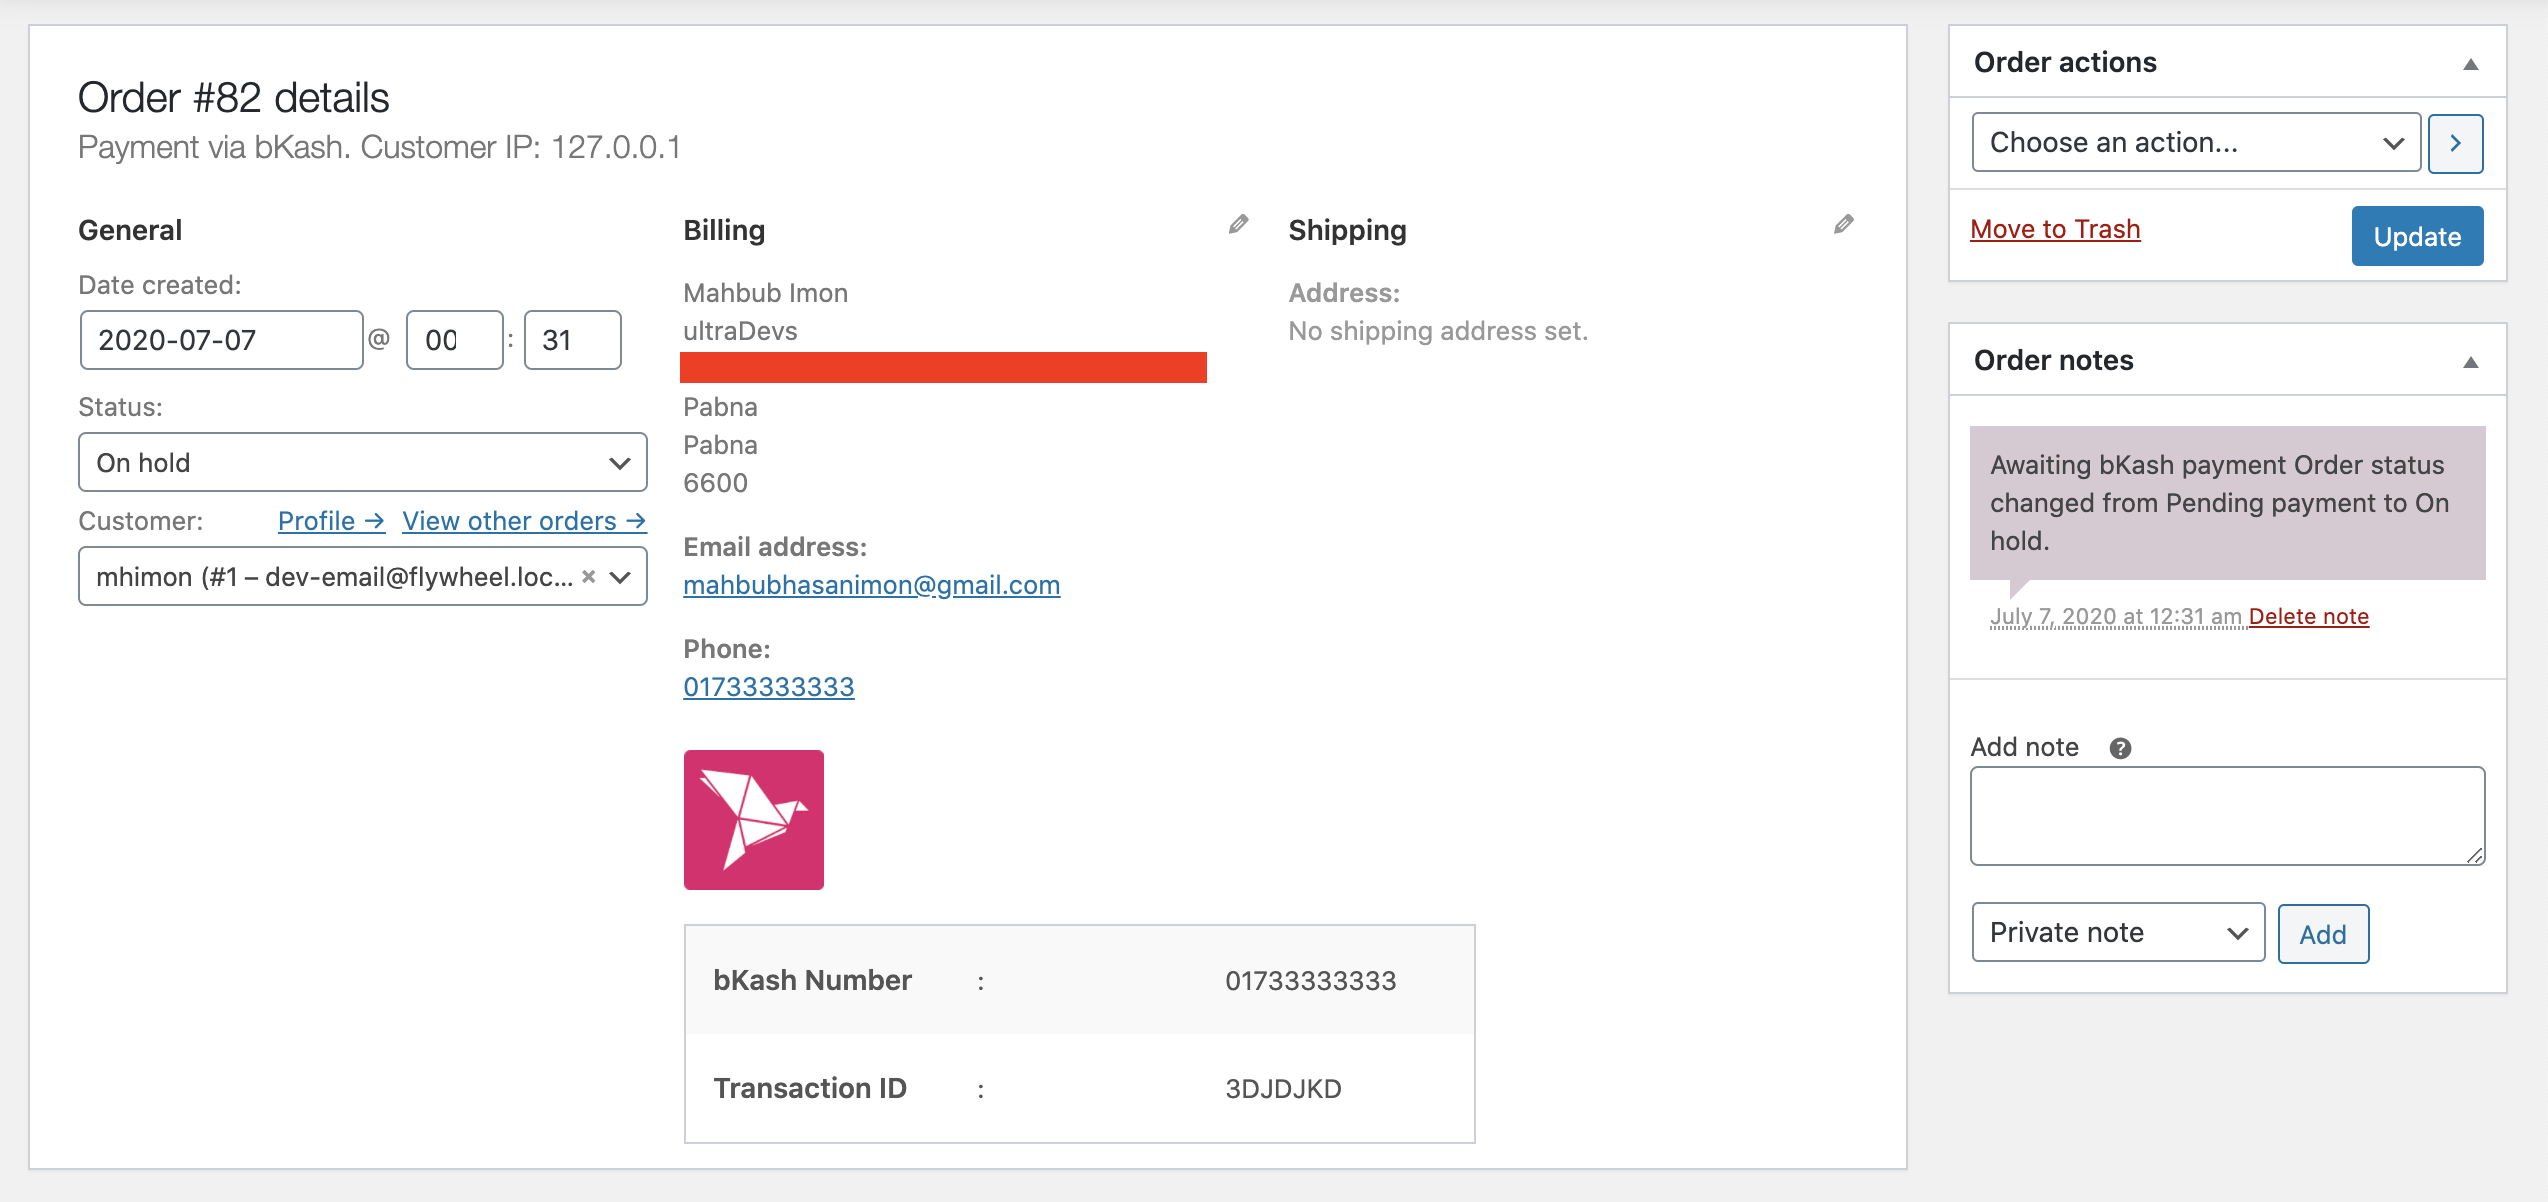 Order #82 details
Payment via bKash. Customer IP: 127.0.0.1
General
Date created:
2020-07-07 @ 00 : 31
Status:
On hold
Customer: Profile → View other orders →
mhimon (#1 – dev-email@flywheel.loc... ×
Billing
Mahbub Imon
ultraDevs
Pabna
Pabna
6600
Email address:
mahbubhasanimon@gmail.com
Phone:
01733333333
bKash Number : 01733333333
Transaction ID : 3DJDJKD
Shipping
Address:
No shipping address set.
Order actions
Choose an action...
Move to Trash Update
Order notes
Awaiting bKash payment Order status
changed from Pending payment to On
hold.
July 7, 2020 at 12:31 am Delete note
Add note ?
Private note Add